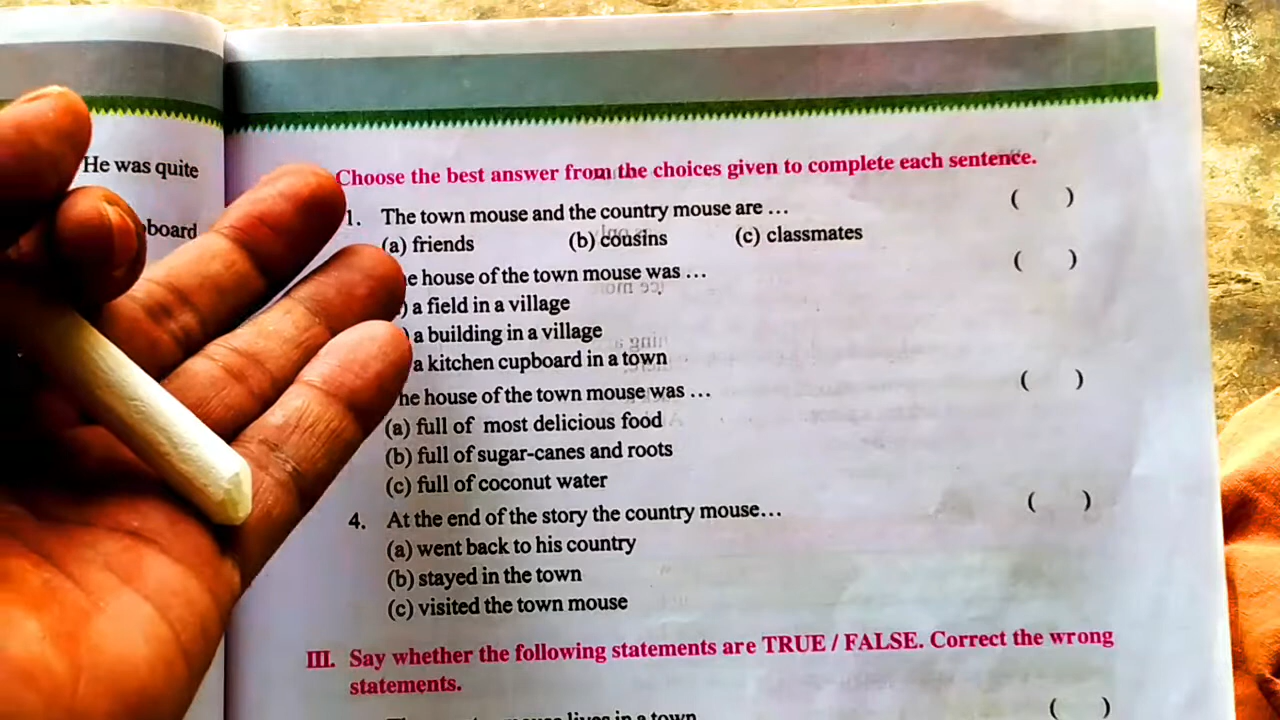 He was quite
board
Choose the best answer from the choices given to complete each sentence.
1. The town mouse and the country mouse are ... ( )
(a) friends (b) cousins (c) classmates
he house of the town mouse was ... ( )
) a field in a village
) a building in a village
a kitchen cupboard in a town
he house of the town mouse was ... ( )
(a) full of most delicious food
(b) full of sugar-canes and roots
(c) full of coconut water
4. At the end of the story the country mouse... ( )
(a) went back to his country
(b) stayed in the town
(c) visited the town mouse
III. Say whether the following statements are TRUE / FALSE. Correct the wrong
statements.
lives in a town ( )